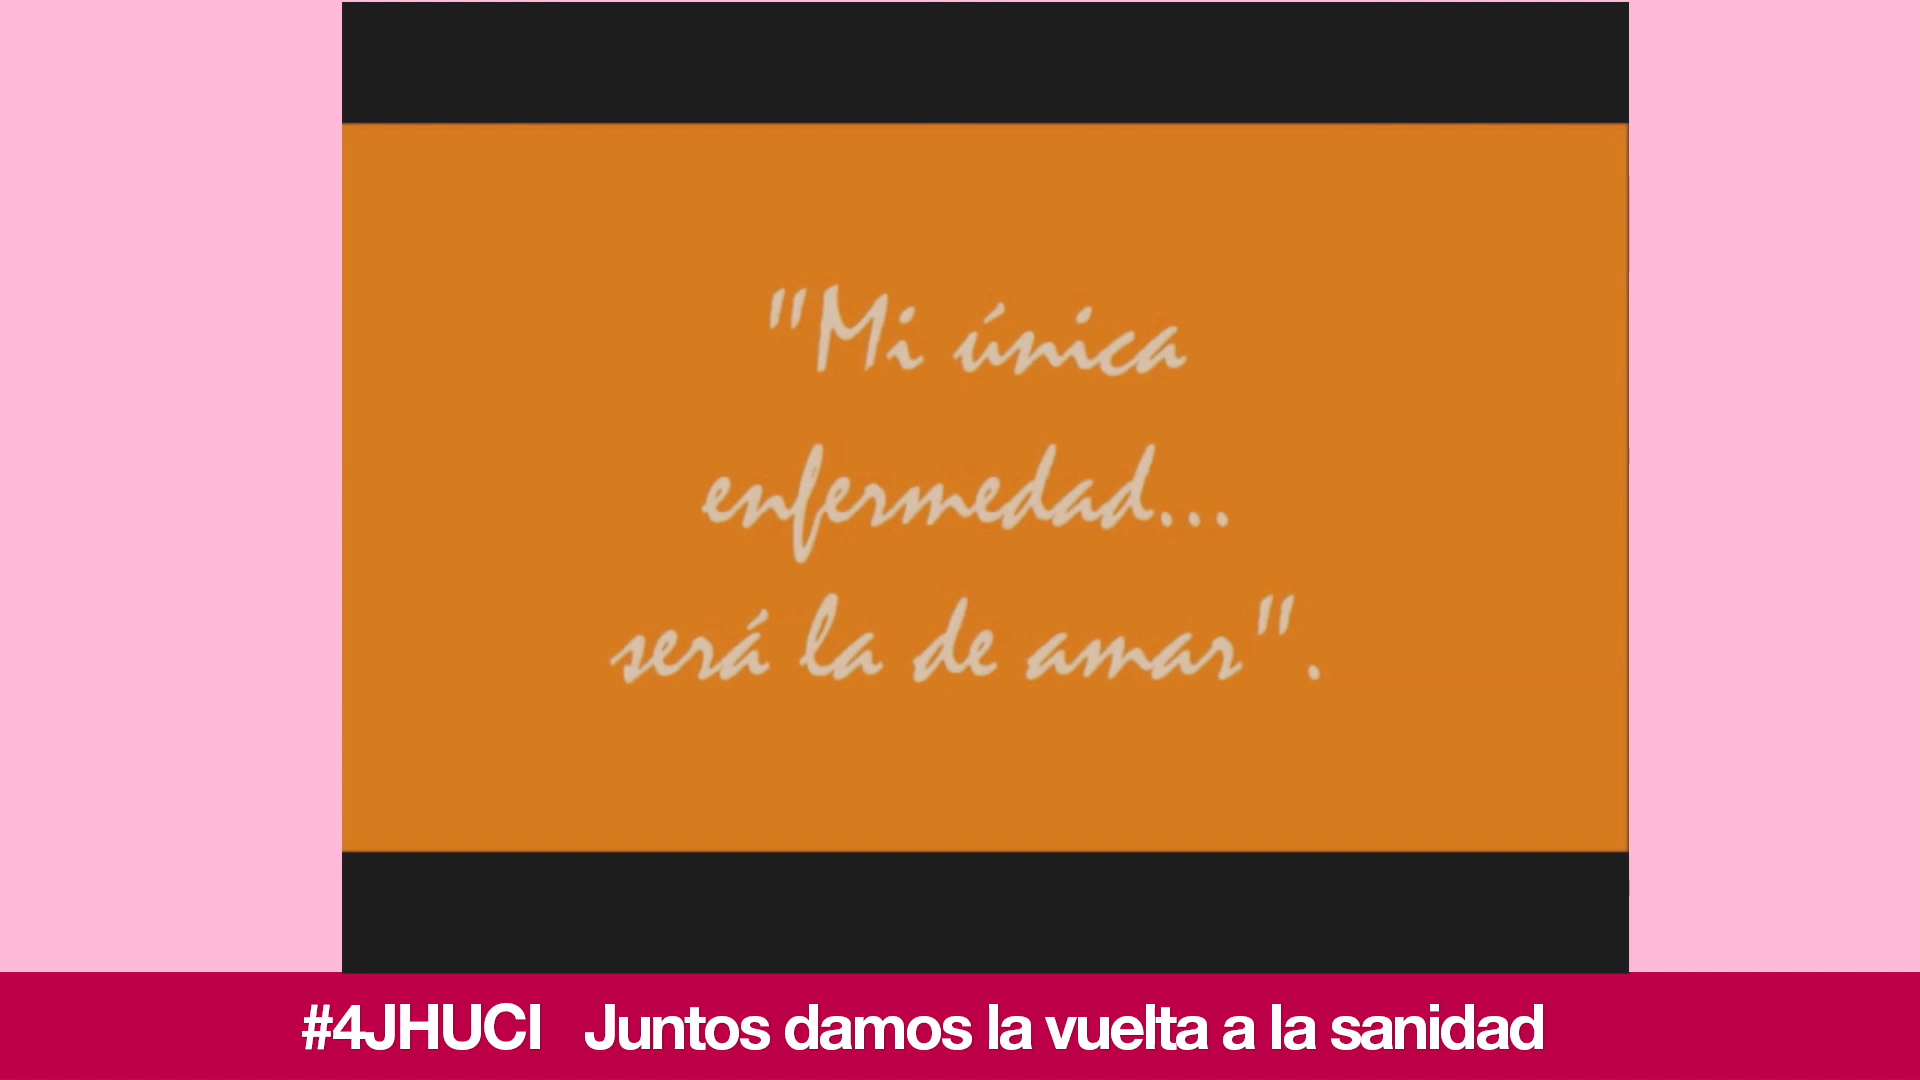 "Mi única
enfermedad...
será la de amar".
#4JHUCI Juntos damos la vuelta a la sanidad